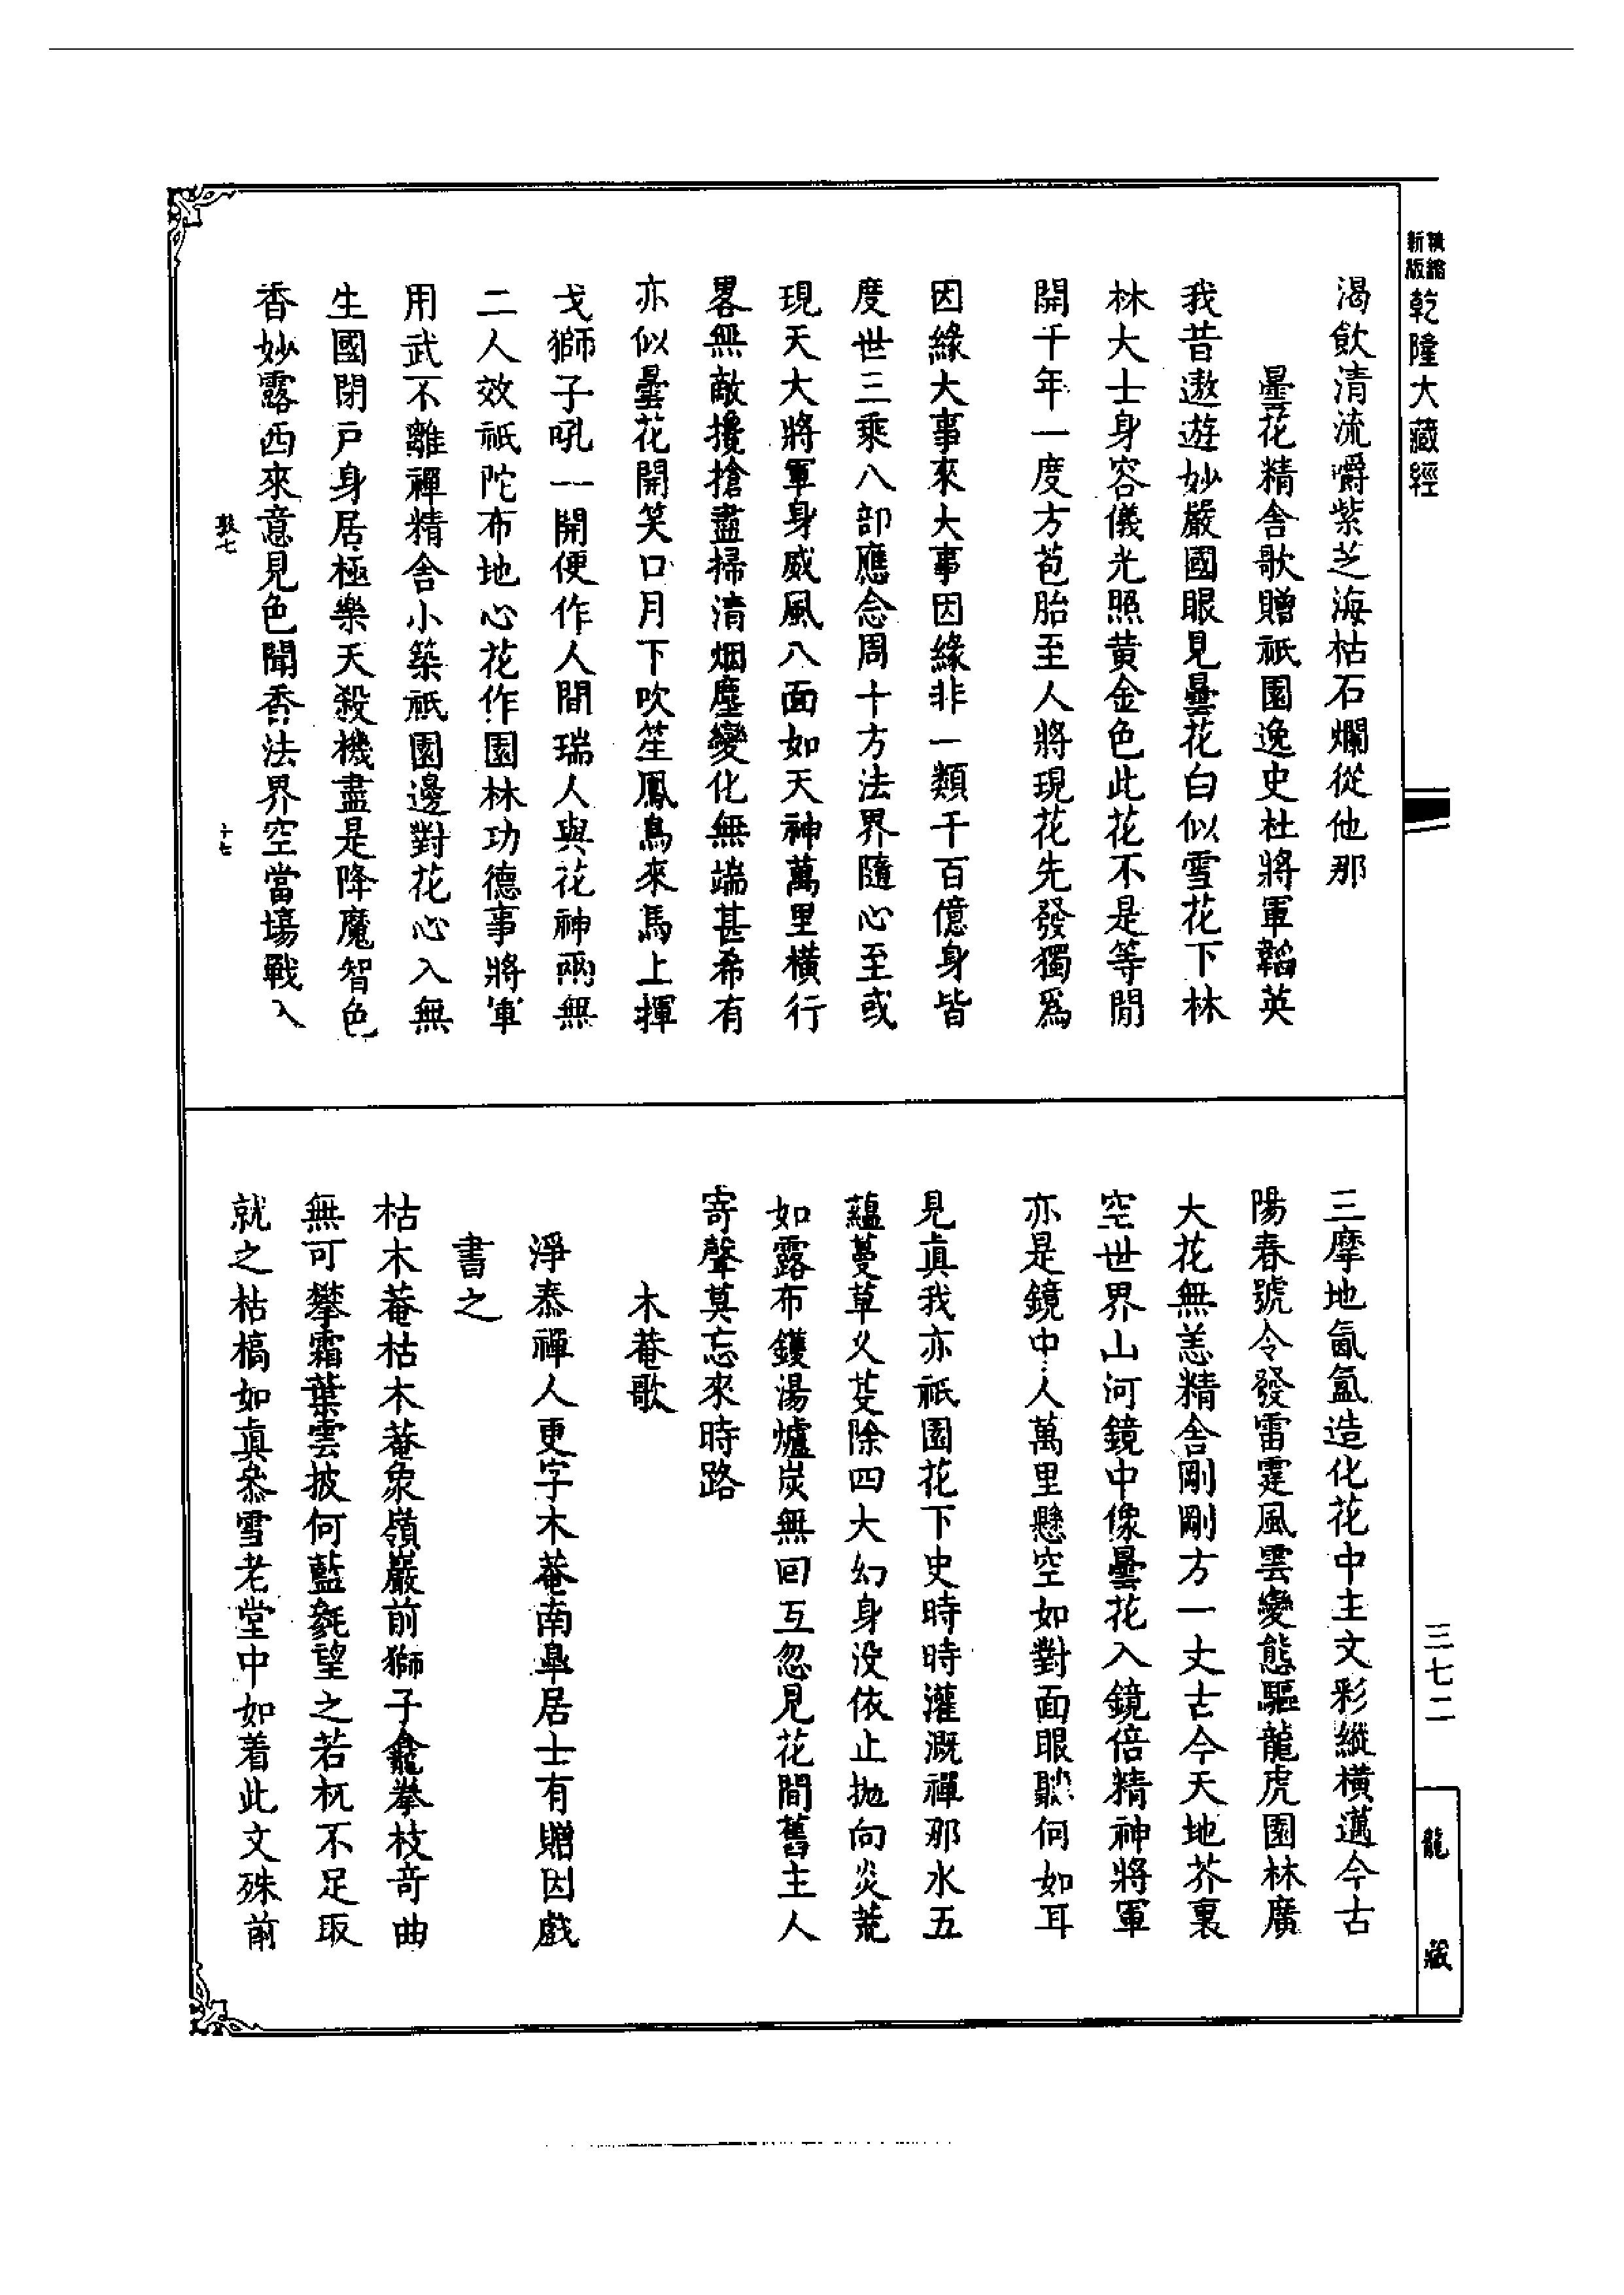 新版
縮
乾隆大藏經
渴飲清流嚼紫芝海枯石爛從他那
曇花精舍歌贈祇園逸史杜將軍韜英
我昔遨遊妙嚴國眼見曇花白似雪花下林
林大士身容儀光照黃金色此花不是等閒
開千年一度方苞胎至人將現花先發獨爲
因緣大事來大事因緣非一類千百億身皆
度世三乘八部應念周十方法界隨心至或
現天大將軍身威風八面如天神萬里橫行
畧無敵攙搶盡掃清烟塵變化無端甚希有
亦似曇花開笑口月下吹笙鳳鳥來馬上揮
戈獅子吼一開便作人間瑞人與花神兩無
二人效祇陀布地心花作園林功德事將軍
用武不離禪精舍小築祇園邊對花心入無
生國閉戸身居極樂天殺機盡是降魔智色
香妙露西來意見色聞香法界空當塲戰入
敦七
十七
三摩地氤氳造化花中主文彩縱橫邁今古
陽春號令發雷霆風雲變態驅龍虎園林廣
大花無恙精舍剛剛方一丈古今天地芥裏
空世界山河鏡中像曇花入鏡倍精神將軍
亦是鏡中人萬里懸空如對面眼聽何如耳
見眞我亦祇園花下史時時灌溉禪那水五
蘊蔓草乂芟除四大幻身没依止拋向炎荒
如露布鑊湯爐炭無回互忽見花間舊主人
寄聲莫忘來時路
木菴歌
淨泰禪人更字木菴南臯居士有贈因戲
書之
枯木菴枯木菴象嶺巖前獅子龕拳枝奇曲
無可攀霜葉雲披何藍毿望之若杌不足取
就之枯槁如眞叅雪老堂中如着此文殊前
三七二
龍藏